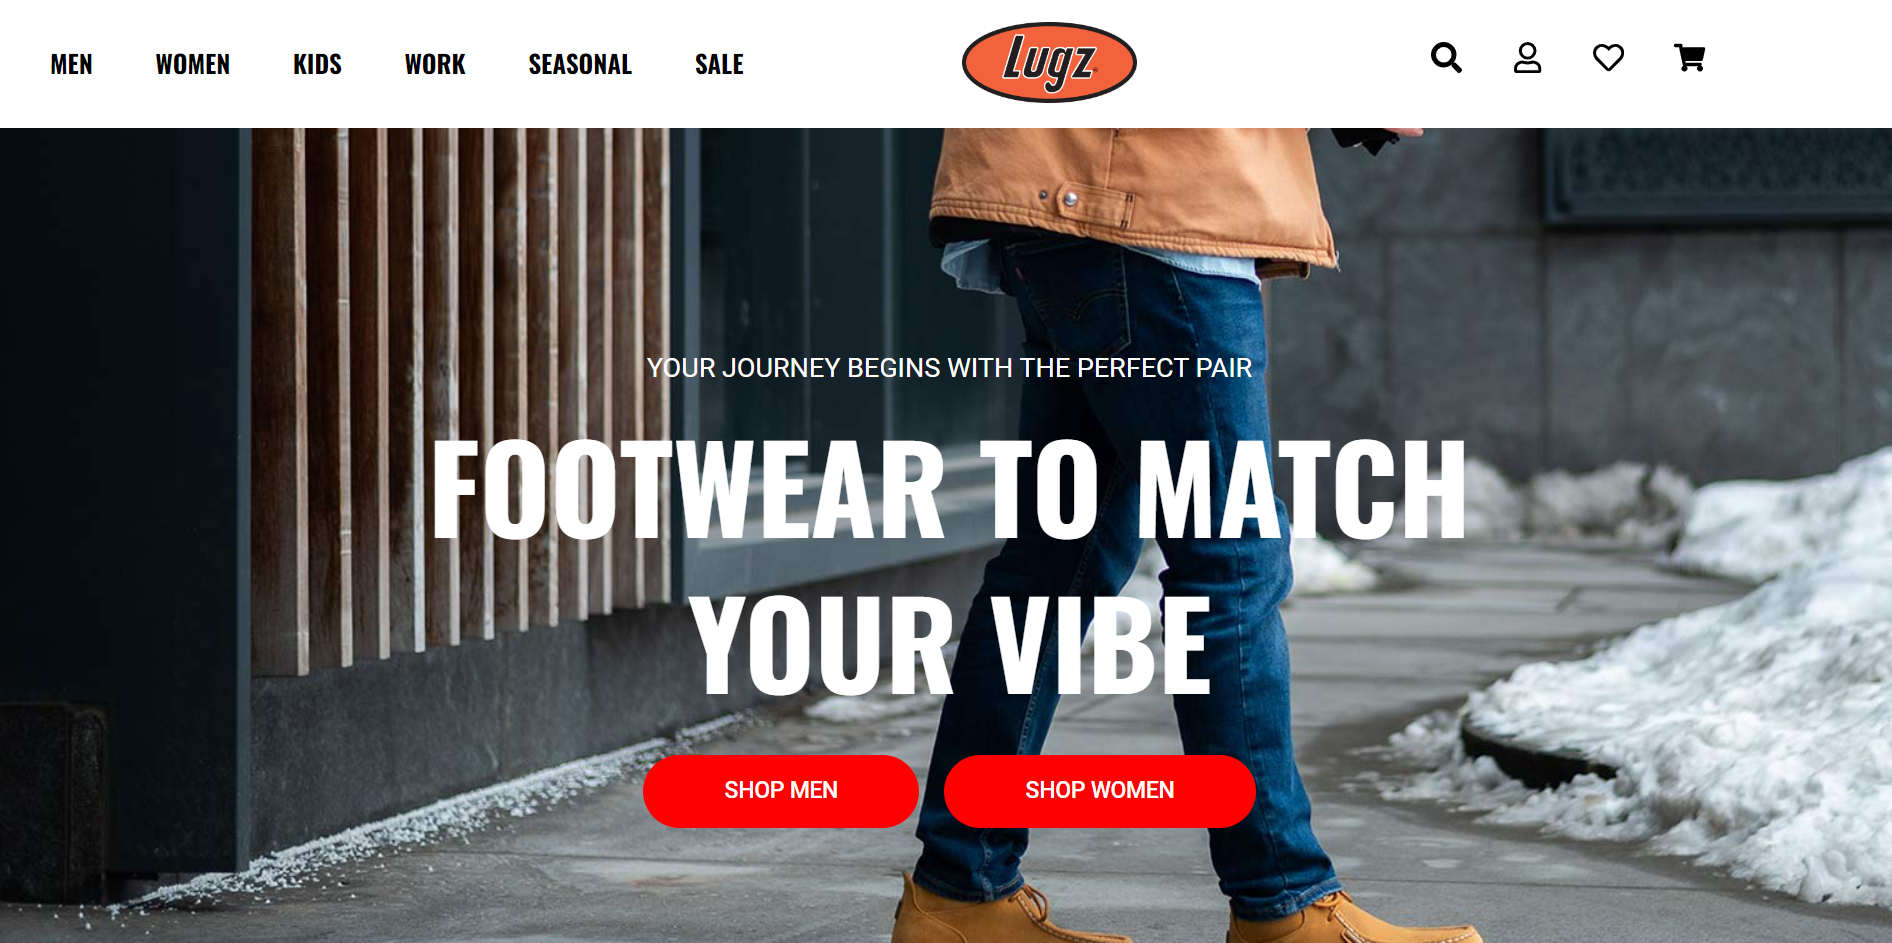 MEN WOMEN KIDS WORK SEASONAL SALE Lugz
YOUR JOURNEY BEGINS WITH THE PERFECT PAIR
FOOTWEAR TO MATCH
YOUR VIBE
SHOP MEN SHOP WOMEN